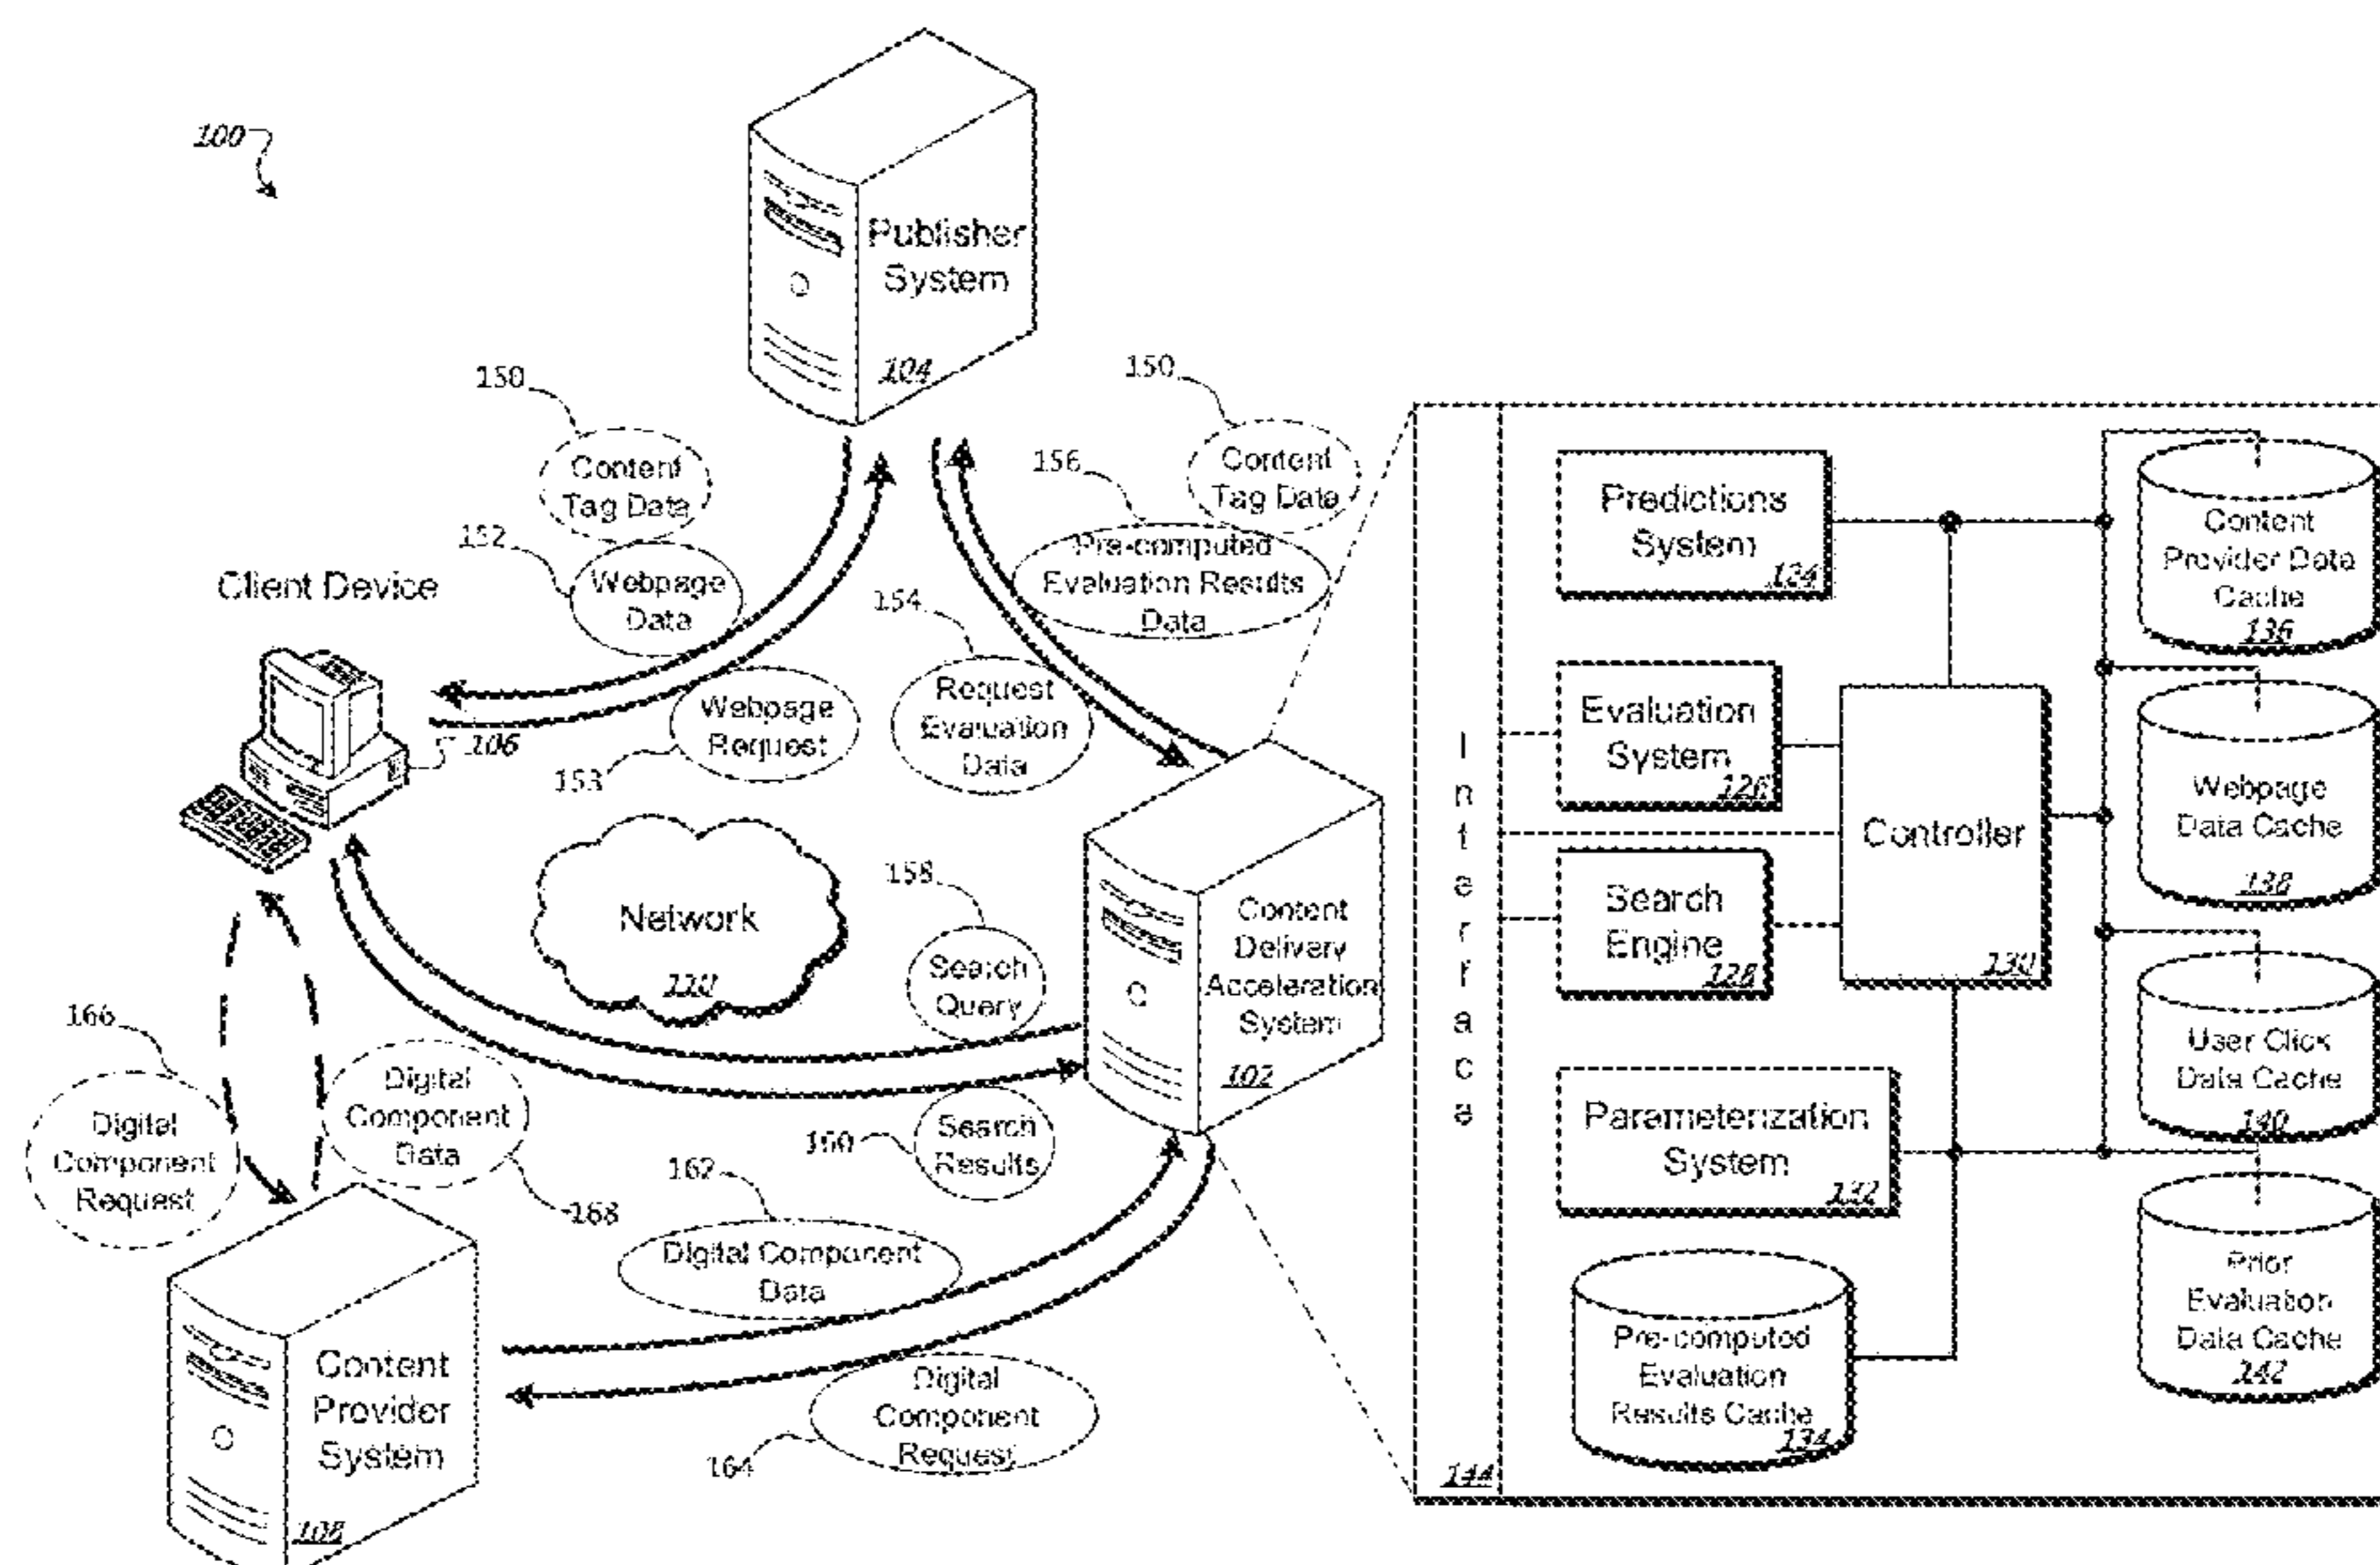 100
Publisher
System
104
150
Content
Tag Data
152
Webpage
Data
150
Content
Tag Data
156
Pre-computed
Evaluation Results
Data
154
Request
Evaluation
Data
Client Device
106
Webpage
Request
153
Network
110
158
Search
Query
Content
Delivery
Acceleration
System
102
160
Search
Results
166
Digital
Component
Request
Digital
Component
Data
168
162
Digital Component
Data
Digital
Component
Request
164
Content
Provider
System
108
Interface
144
Predictions
System
124
Evaluation
System
126
Search
Engine
128
Controller
130
Parameterization
System
132
Pre-computed
Evaluation
Results Cache
134
Content
Provider Data
Cache
136
Webpage
Data Cache
138
User Click
Data Cache
140
Prior
Evaluation
Data Cache
142